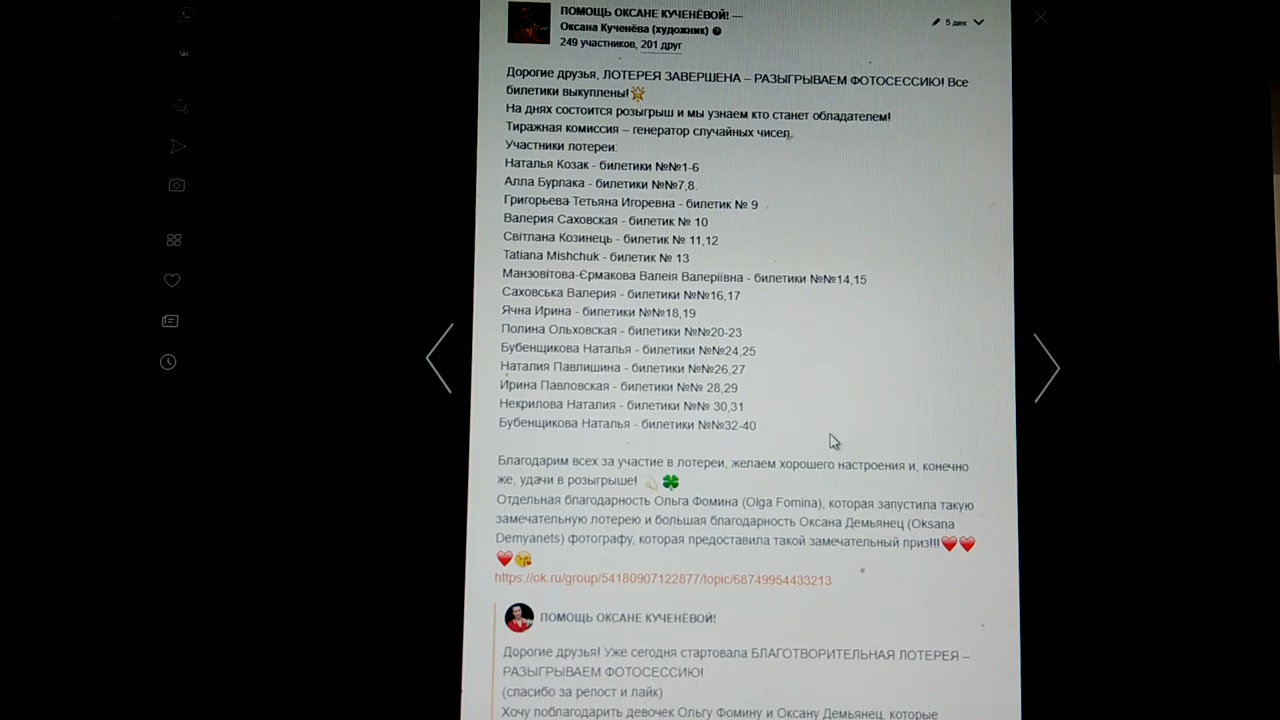 ПОМОЩЬ ОКСАНЕ КУЧЕНЁВОЙ! —
Оксана Кученёва (художник)
5 дек
249 участников, 201 друг
Дорогие друзья, ЛОТЕРЕЯ ЗАВЕРШЕНА – РАЗЫГРЫВАЕМ ФОТОСЕССИЮ! Все
билетики выкуплены!
На днях состоится розыгрыш и мы узнаем кто станет обладателем!
Тиражная комиссия – генератор случайных чисел.
Участники лотереи:
Наталья Козак - билетики №№1-6
Алла Бурлака - билетики №№7,8.
Григорьева Тетьяна Игоревна - билетик № 9
Валерия Саховская - билетик № 10
Світлана Козинець - билетик № 11,12
Tatiana Mishchuk - билетик № 13
Манзовітова-Єрмакова Валеія Валеріївна - билетики №№14,15
Саховська Валерия - билетики №№16,17
Ячна Ирина - билетики №№18,19
Полина Ольховская - билетики №№20-23
Бубенщикова Наталья - билетики №№24,25
Наталия Павлишина - билетики №№26,27
Ирина Павловская - билетики №№ 28,29
Некрилова Наталия - билетики №№ 30,31
Бубенщикова Наталья - билетики №№32-40
Благодарим всех за участие в лотереи, желаем хорошего настроения и, конечно
же, удачи в розыгрыше!
Отдельная благодарность Ольга Фомина (Olga Fomina), которая запустила такую
замечательную лотерею и большая благодарность Оксана Демьянец (Oksana
Demyanets) фотографу, которая предоставила такой замечательный приз!!!
https://ok.ru/group/54180907122877/topic/68749954433213
ПОМОЩЬ ОКСАНЕ КУЧЕНЁВОЙ!
Дорогие друзья! Уже сегодня стартовала БЛАГОТВОРИТЕЛЬНАЯ ЛОТЕРЕЯ –
РАЗЫГРЫВАЕМ ФОТОСЕССИЮ!
(спасибо за репост и лайк)
Хочу поблагодарить девочек Ольгу Фомину и Оксану Демьянец, которые